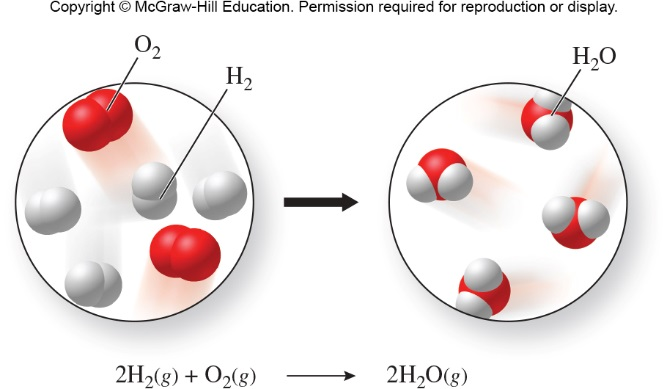 Copyright © McGraw-Hill Education. Permission required for reproduction or display.
O₂
H₂
H₂O
2H₂(g) + O₂(g) ⟶ 2H₂O(g)